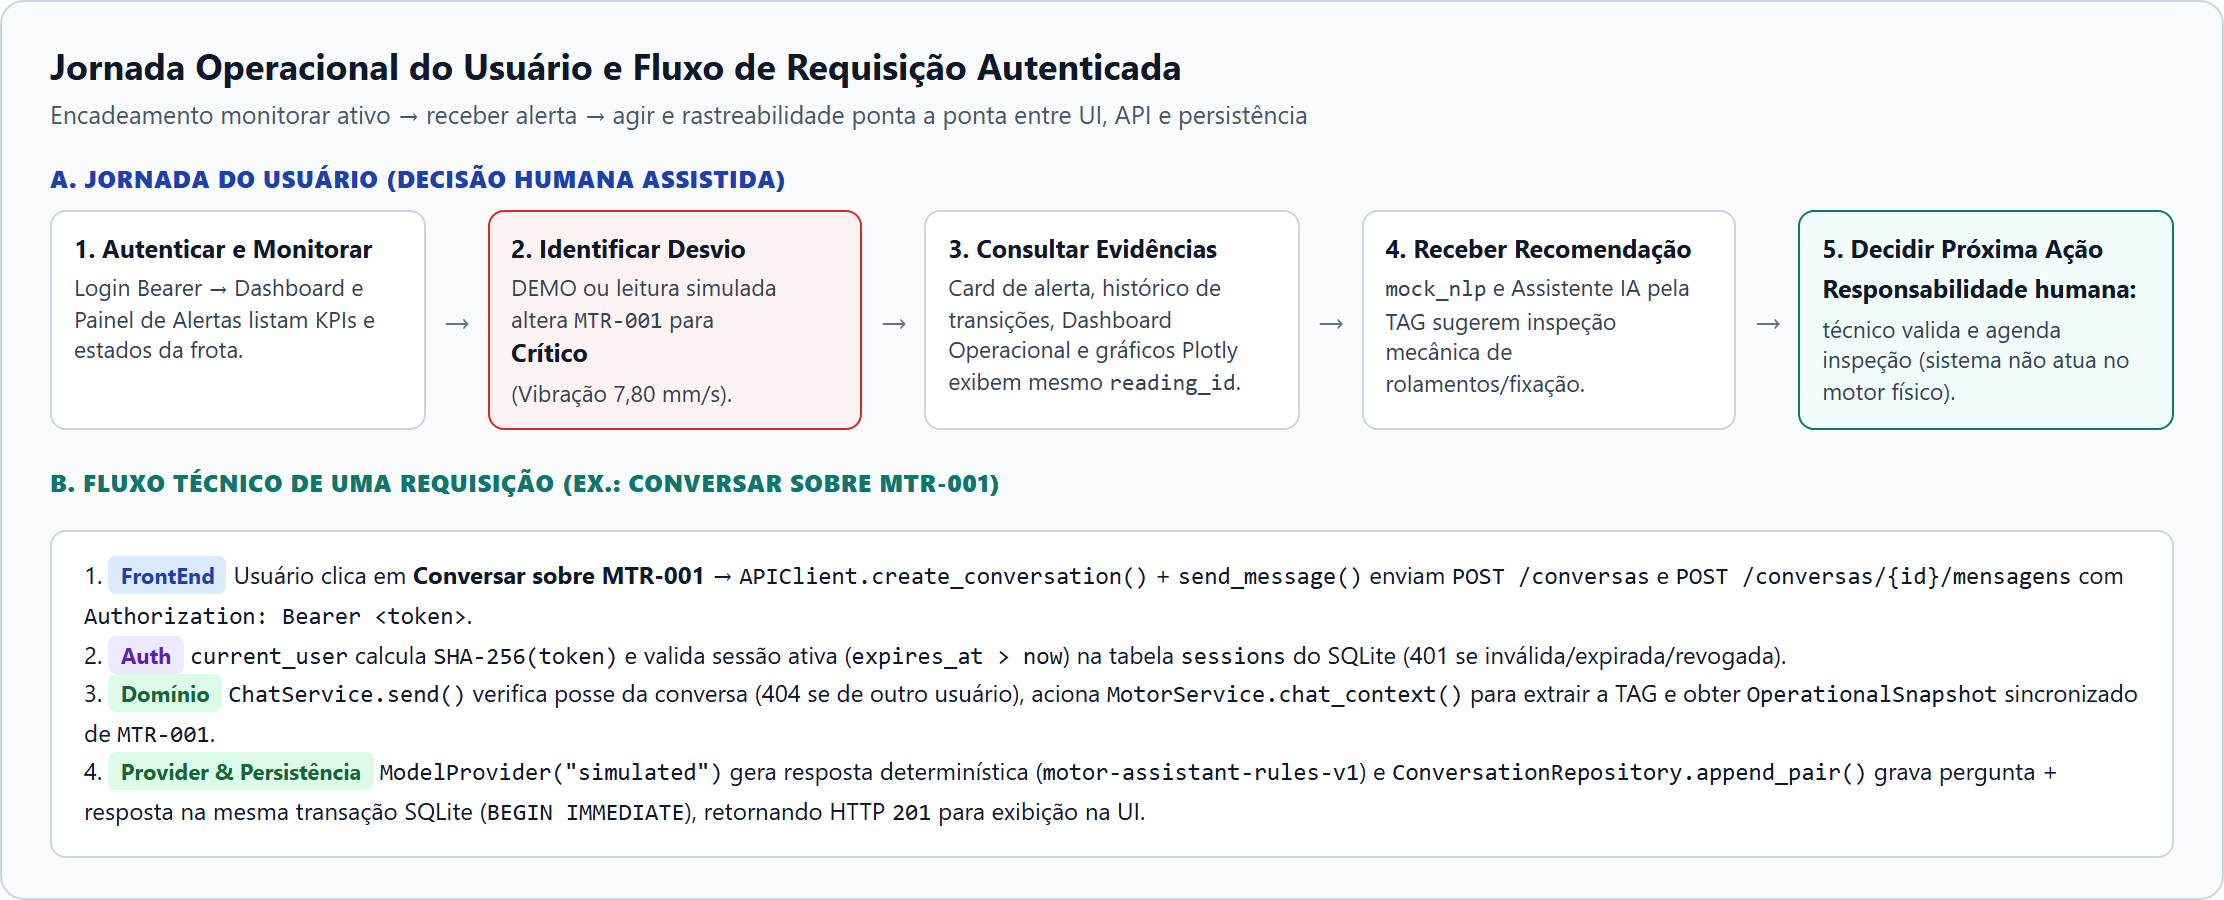 Jornada Operacional do Usuário e Fluxo de Requisição Autenticada
Encadeamento monitorar ativo → receber alerta → agir e rastreabilidade ponta a ponta entre UI, API e persistência
A. JORNADA DO USUÁRIO (DECISÃO HUMANA ASSISTIDA)
1. Autenticar e Monitorar
Login Bearer → Dashboard e
Painel de Alertas listam KPIs e
estados da frota.
→
2. Identificar Desvio
DEMO ou leitura simulada
altera MTR-001 para
Crítico
(Vibração 7,80 mm/s).
→
3. Consultar Evidências
Card de alerta, histórico de
transições, Dashboard
Operacional e gráficos Plotly
exibem mesmo reading_id.
→
4. Receber Recomendação
mock_nlp e Assistente IA pela
TAG sugerem inspeção
mecânica de
rolamentos/fixação.
→
5. Decidir Próxima Ação
Responsabilidade humana:
técnico valida e agenda
inspeção (sistema não atua no
motor físico).
B. FLUXO TÉCNICO DE UMA REQUISIÇÃO (EX.: CONVERSAR SOBRE MTR-001)
1. FrontEnd Usuário clica em Conversar sobre MTR-001 → APIClient.create_conversation() + send_message() enviam POST /conversas e POST /conversas/{id}/mensagens com
Authorization: Bearer <token>.
2. Auth current_user calcula SHA-256(token) e valida sessão ativa (expires_at > now) na tabela sessions do SQLite (401 se inválida/expirada/revogada).
3. Domínio ChatService.send() verifica posse da conversa (404 se de outro usuário), aciona MotorService.chat_context() para extrair a TAG e obter OperationalSnapshot sincronizado
de MTR-001.
4. Provider & Persistência ModelProvider("simulated") gera resposta determinística (motor-assistant-rules-v1) e ConversationRepository.append_pair() grava pergunta +
resposta na mesma transação SQLite (BEGIN IMMEDIATE), retornando HTTP 201 para exibição na UI.